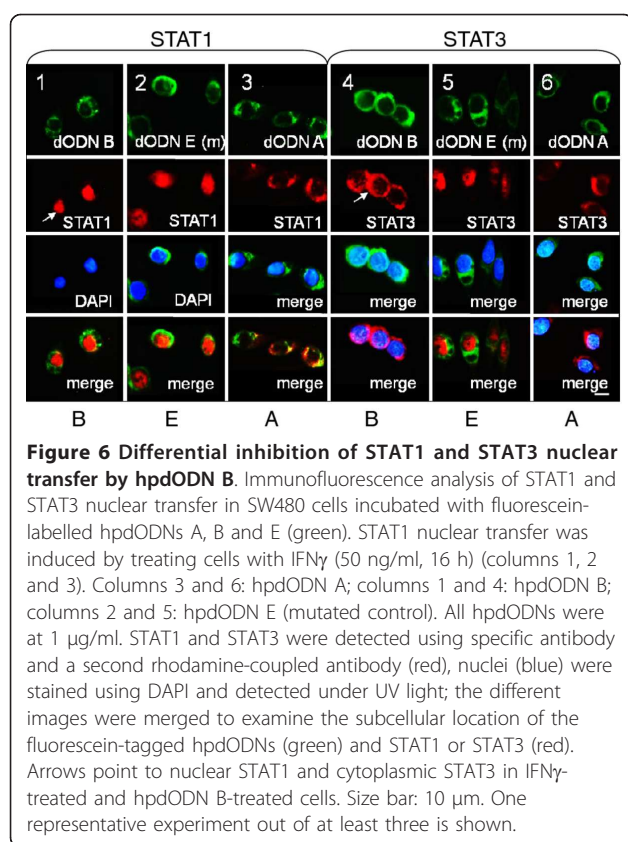 STAT1 STAT3
1 2 3 4 5 6
dODN B dODN E (m) dODN A dODN B dODN E (m) dODN A
STAT1 STAT1 STAT1 STAT3 STAT3 STAT3
DAPI DAPI merge merge merge merge
merge merge merge merge merge merge
B E A B E A
Figure 6 Differential inhibition of STAT1 and STAT3 nuclear
transfer by hpdODN B. Immunofluorescence analysis of STAT1 and
STAT3 nuclear transfer in SW480 cells incubated with fluorescein-
labelled hpdODNs A, B and E (green). STAT1 nuclear transfer was
induced by treating cells with IFNγ (50 ng/ml, 16 h) (columns 1, 2
and 3). Columns 3 and 6: hpdODN A; columns 1 and 4: hpdODN B;
columns 2 and 5: hpdODN E (mutated control). All hpdODNs were
at 1 μg/ml. STAT1 and STAT3 were detected using specific antibody
and a second rhodamine-coupled antibody (red), nuclei (blue) were
stained using DAPI and detected under UV light; the different
images were merged to examine the subcellular location of the
fluorescein-tagged hpdODNs (green) and STAT1 or STAT3 (red).
Arrows point to nuclear STAT1 and cytoplasmic STAT3 in IFNγ-
treated and hpdODN B-treated cells. Size bar: 10 μm. One
representative experiment out of at least three is shown.